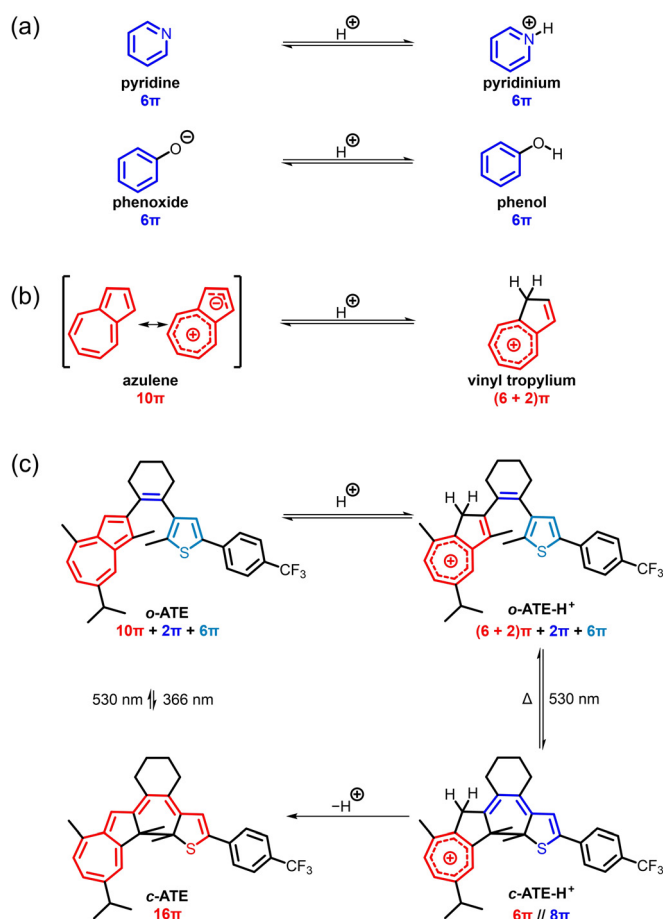 (a)
N
H⊕
⊕
N-H
pyridine
pyridinium
6π
6π
O⊖
H⊕
O
H
phenoxide
phenol
6π
6π
(b)
H⊕
H H
⊖
⊕
⊕
azulene
vinyl tropylium
10π
(6 + 2)π
(c)
H⊕
H H
S
CF3
⊕
S
CF3
o-ATE
o-ATE-H+
10π + 2π + 6π
(6 + 2)π + 2π + 6π
530 nm 366 nm
Δ 530 nm
−H⊕
H H
S
CF3
⊕
S
CF3
c-ATE
c-ATE-H+
16π
6π // 8π